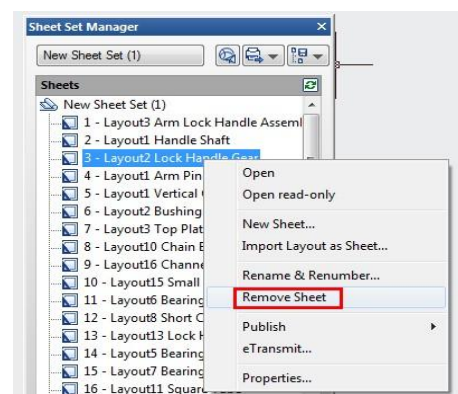 Sheet Set Manager
New Sheet Set (1)
Sheets
New Sheet Set (1)
1 - Layout3 Arm Lock Handle Asseml
2 - Layout1 Handle Shaft
3 - Layout2 Lock Handle Gear
4 - Layout1 Arm Pin
5 - Layout1 Vertical
6 - Layout2 Bushing
7 - Layout3 Top Plat
8 - Layout10 Chain
9 - Layout16 Channe
10 - Layout15 Small
11 - Layout6 Bearing
12 - Layout8 Short C
13 - Layout13 Lock H
14 - Layout5 Bearing
15 - Layout7 Bearing
16 - Layout11 Square
Open
Open read-only
New Sheet...
Import Layout as Sheet...
Rename & Renumber...
Remove Sheet
Publish
eTransmit...
Properties...